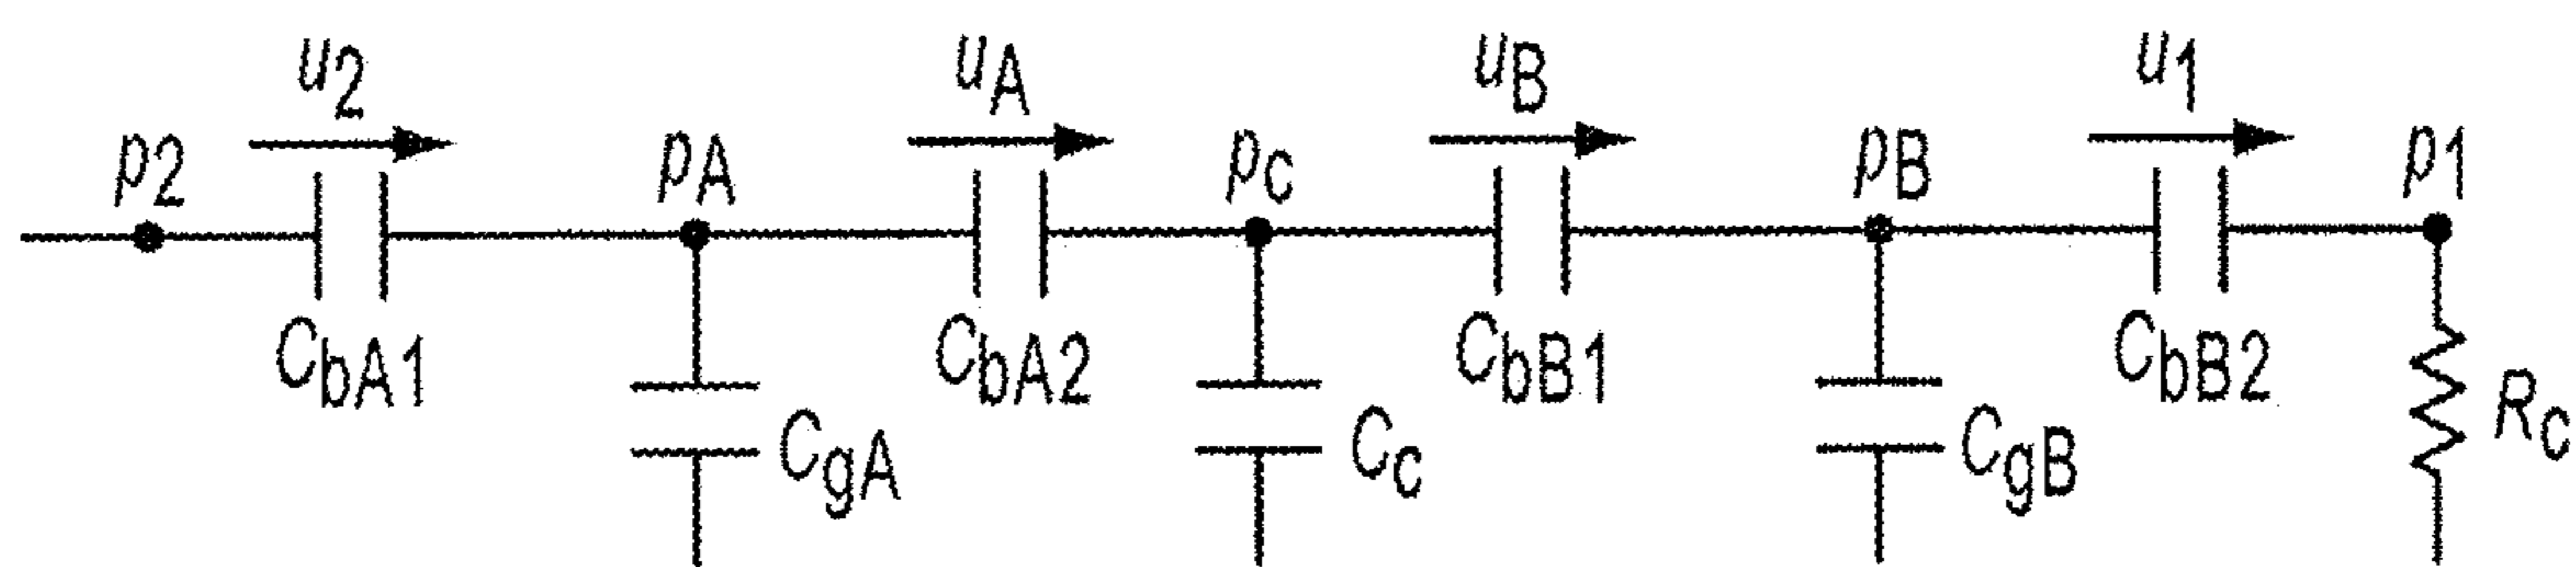 u2 uA uB u1
p2 pA pc pB p1
CbA1 CbA2 CbB1 CbB2
CgA Cc CgB Rc